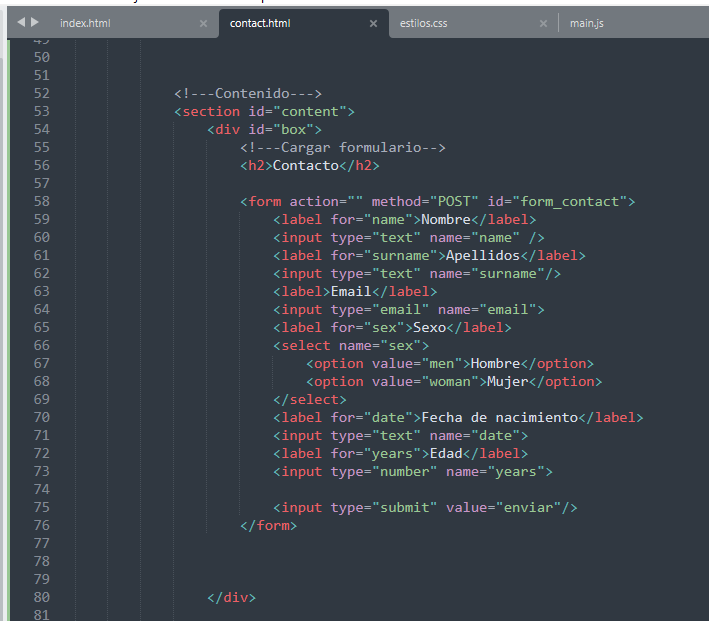 index.html × contact.html × estilos.css × main.js
50
51
52 <!---Contenido--->
53 <section id="content">
54 <div id="box">
55 <!---Cargar formulario-->
56 <h2>Contacto</h2>
57
58 <form action="" method="POST" id="form_contact">
59 <label for="name">Nombre</label>
60 <input type="text" name="name" />
61 <label for="surname">Apellidos</label>
62 <input type="text" name="surname"/>
63 <label>Email</label>
64 <input type="email" name="email">
65 <label for="sex">Sexo</label>
66 <select name="sex">
67 <option value="men">Hombre</option>
68 <option value="woman">Mujer</option>
69 </select>
70 <label for="date">Fecha de nacimiento</label>
71 <input type="text" name="date">
72 <label for="years">Edad</label>
73 <input type="number" name="years">
74
75 <input type="submit" value="enviar"/>
76 </form>
77
78
79
80 </div>
81